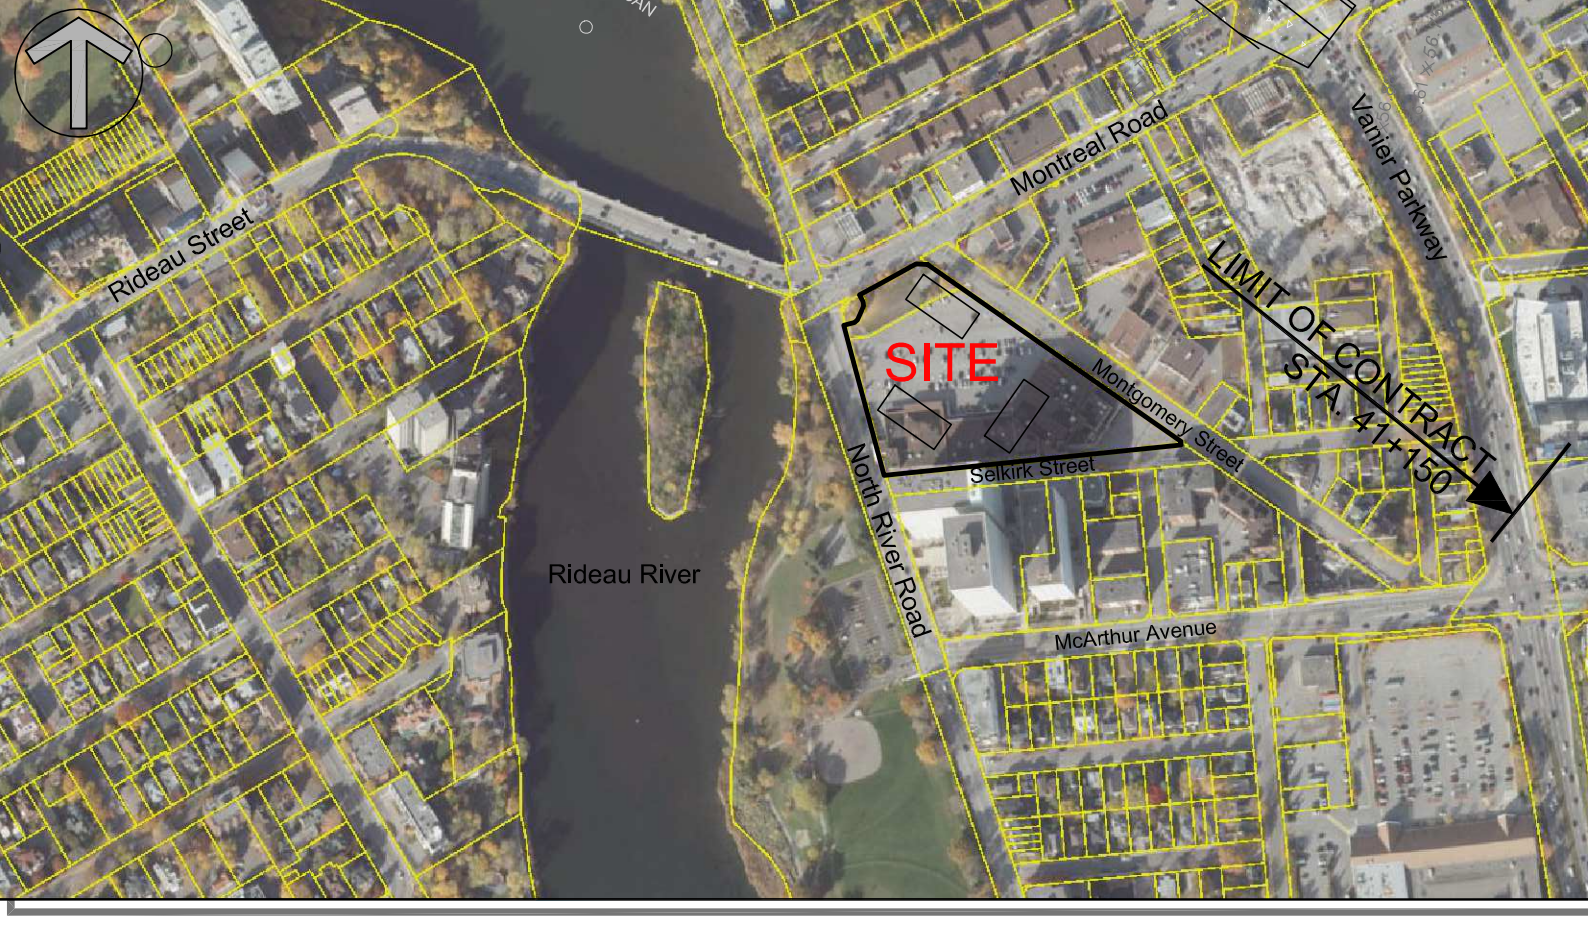 Rideau Street
Montreal Road
Vanier Parkway
LIMIT OF CONTRACT
STA. 41+150
SITE
Montgomery Street
Selkirk Street
North River Road
Rideau River
McArthur Avenue